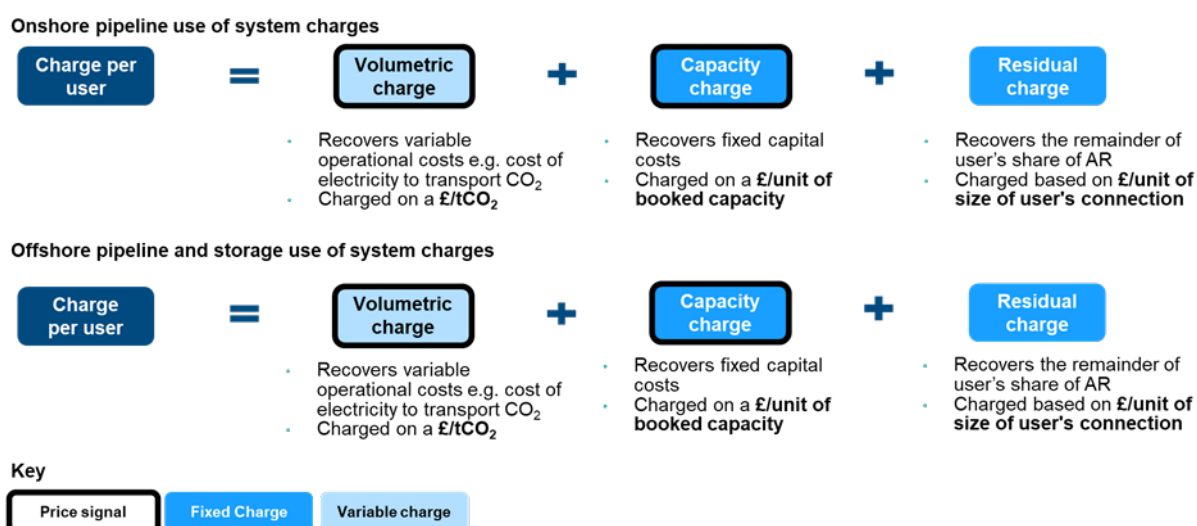 Onshore pipeline use of system charges
Charge per
user
=
Volumetric
charge
+
Capacity
charge
+
Residual
charge
· Recovers variable
operational costs e.g. cost of
electricity to transport CO₂
· Charged on a £/tCO₂
· Recovers fixed capital
costs
· Charged on a £/unit of
booked capacity
· Recovers the remainder of
user's share of AR
· Charged based on £/unit of
size of user's connection
Offshore pipeline and storage use of system charges
Charge
per user
=
Volumetric
charge
+
Capacity
charge
+
Residual
charge
· Recovers variable
operational costs e.g. cost of
electricity to transport CO₂
· Charged on a £/tCO₂
· Recovers fixed capital
costs
· Charged on a £/unit of
booked capacity
· Recovers the remainder of
user's share of AR
· Charged based on £/unit of
size of user's connection
Key
Price signal
Fixed Charge
Variable charge